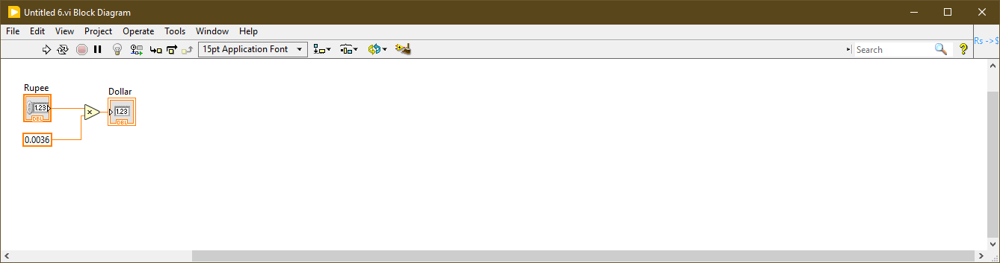 Untitled 6.vi Block Diagram
File Edit View Project Operate Tools Window Help
15pt Application Font
Search
Rs ->$
Rupee
1.23
DBL
Dollar
1.23
DBL
0.0036